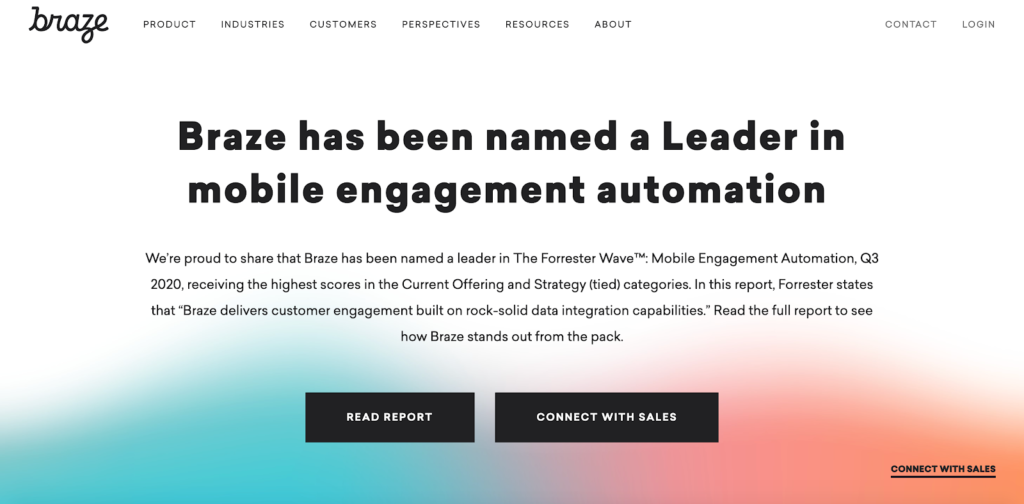 braze
PRODUCT
INDUSTRIES
CUSTOMERS
PERSPECTIVES
RESOURCES
ABOUT
CONTACT
LOGIN
Braze has been named a Leader in
mobile engagement automation
We're proud to share that Braze has been named a leader in The Forrester Wave™: Mobile Engagement Automation, Q3
2020, receiving the highest scores in the Current Offering and Strategy (tied) categories. In this report, Forrester states
that “Braze delivers customer engagement built on rock-solid data integration capabilities.” Read the full report to see
how Braze stands out from the pack.
READ REPORT
CONNECT WITH SALES
CONNECT WITH SALES